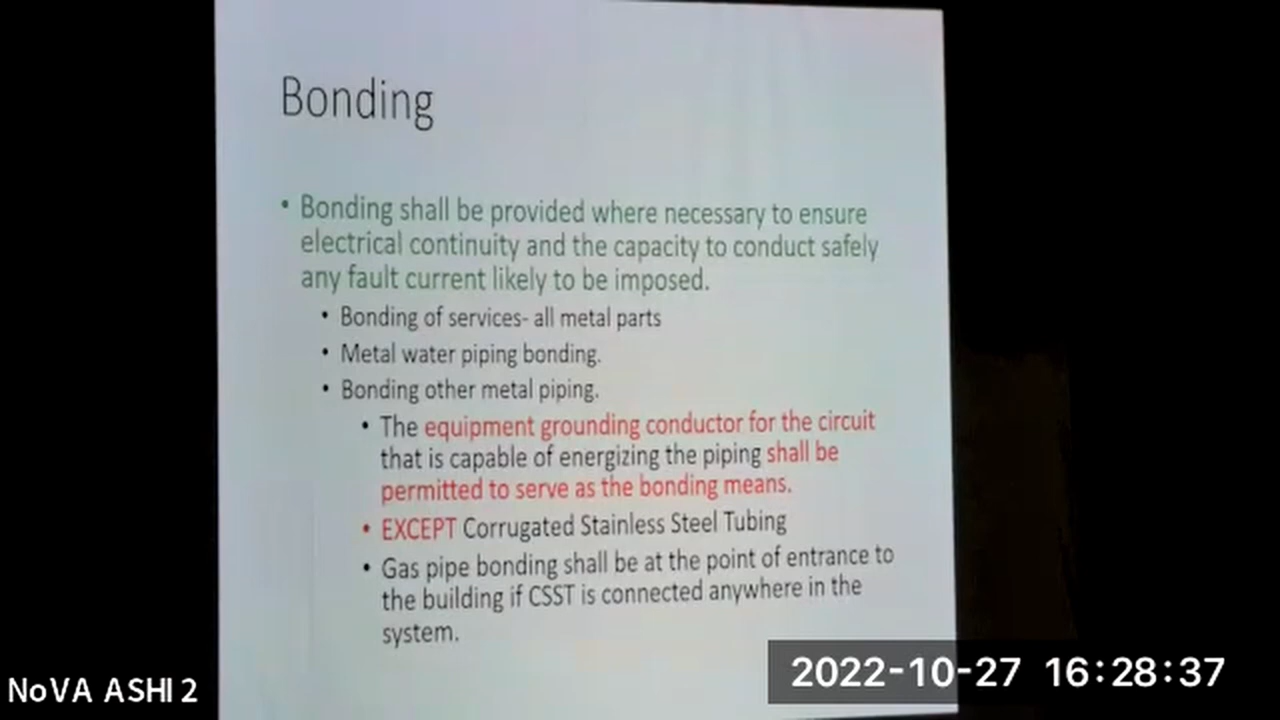 Bonding
• Bonding shall be provided where necessary to ensure
electrical continuity and the capacity to conduct safely
any fault current likely to be imposed.
• Bonding of services- all metal parts
• Metal water piping bonding.
• Bonding other metal piping.
• The equipment grounding conductor for the circuit
that is capable of energizing the piping shall be
permitted to serve as the bonding means.
• EXCEPT Corrugated Stainless Steel Tubing
• Gas pipe bonding shall be at the point of entrance to
the building if CSST is connected anywhere in the
system.
NoVA ASHI 2
2022-10-27 16:28:37